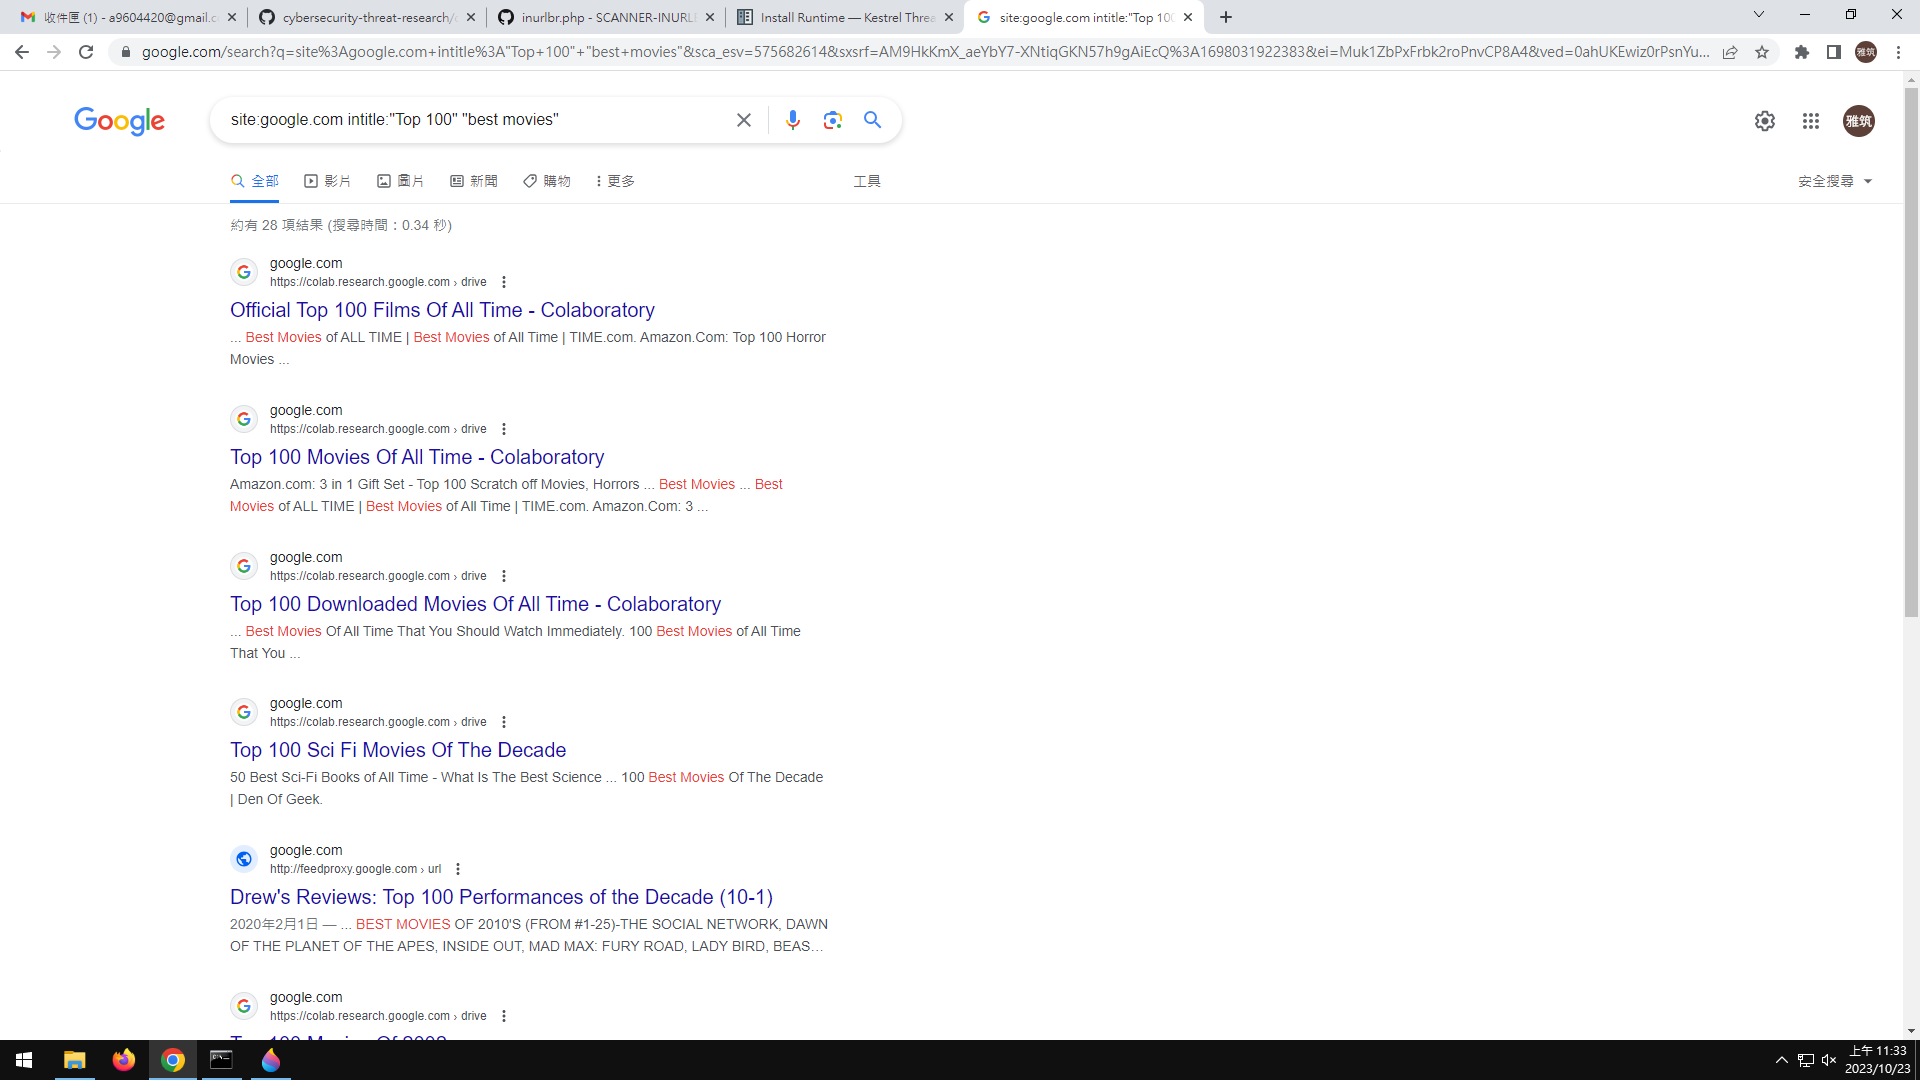 收件匣 (1) - a9604420@gmail.c
cybersecurity-threat-research/
inurlbr.php - SCANNER-INURL
Install Runtime — Kestrel Threa
site:google.com intitle:"Top 100
google.com/search?q=site%3Agoogle.com+intitle%3A"Top+100"+"best+movies"&sca_esv=575682614&sxsrf=AM9HkKmX_aeYbY7-XNtiqGKN57h9gAiEcQ%3A1698031922383&ei=Muk1ZbPxFrbk2roPnvCP8A4&ved=0ahUKEwiz0rPsnYu...
雅筑
Google
site:google.com intitle:"Top 100" "best movies"
雅筑
全部 影片 圖片 新聞 購物 更多 工具 安全搜尋
約有 28 項結果 (搜尋時間：0.34 秒)
google.com
https://colab.research.google.com › drive
Official Top 100 Films Of All Time - Colaboratory
... Best Movies of ALL TIME | Best Movies of All Time | TIME.com. Amazon.Com: Top 100 Horror
Movies ...
google.com
https://colab.research.google.com › drive
Top 100 Movies Of All Time - Colaboratory
Amazon.com: 3 in 1 Gift Set - Top 100 Scratch off Movies, Horrors ... Best Movies ... Best
Movies of ALL TIME | Best Movies of All Time | TIME.com. Amazon.Com: 3 ...
google.com
https://colab.research.google.com › drive
Top 100 Downloaded Movies Of All Time - Colaboratory
... Best Movies Of All Time That You Should Watch Immediately. 100 Best Movies of All Time
That You ...
google.com
https://colab.research.google.com › drive
Top 100 Sci Fi Movies Of The Decade
50 Best Sci-Fi Books of All Time - What Is The Best Science ... 100 Best Movies Of The Decade
| Den Of Geek.
google.com
http://feedproxy.google.com › url
Drew's Reviews: Top 100 Performances of the Decade (10-1)
2020年2月1日 — ... BEST MOVIES OF 2010'S (FROM #1-25)-THE SOCIAL NETWORK, DAWN
OF THE PLANET OF THE APES, INSIDE OUT, MAD MAX: FURY ROAD, LADY BIRD, BEAS…
google.com
https://colab.research.google.com › drive
Top 100 Movies Of 2002
上午 11:33
2023/10/23